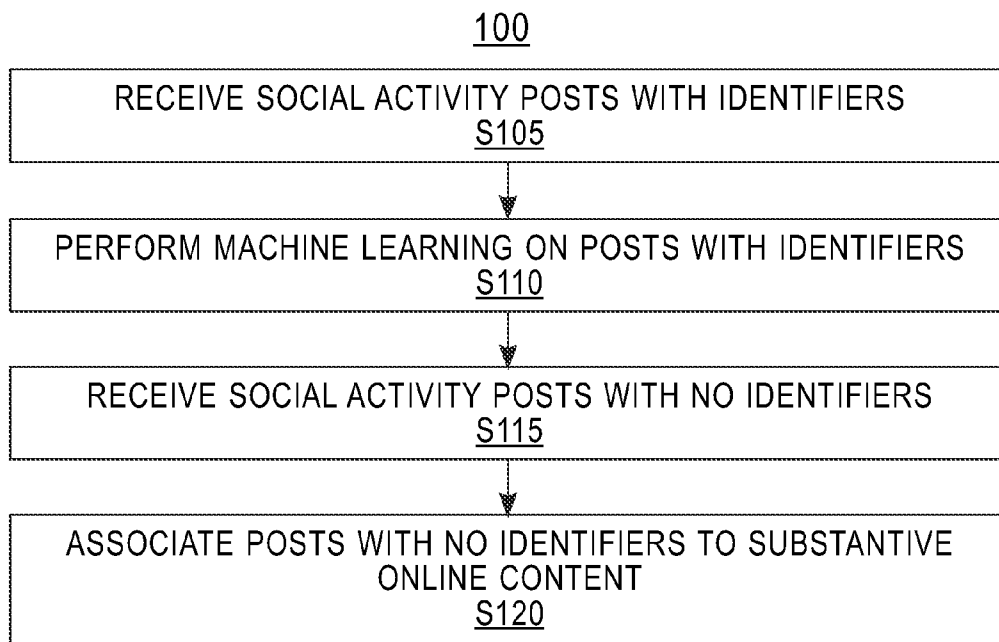 100
RECEIVE SOCIAL ACTIVITY POSTS WITH IDENTIFIERS
S105
PERFORM MACHINE LEARNING ON POSTS WITH IDENTIFIERS
S110
RECEIVE SOCIAL ACTIVITY POSTS WITH NO IDENTIFIERS
S115
ASSOCIATE POSTS WITH NO IDENTIFIERS TO SUBSTANTIVE
ONLINE CONTENT
S120